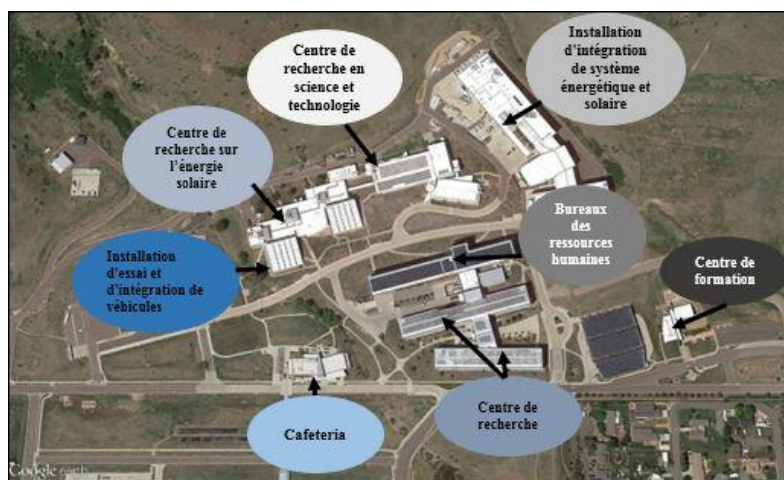 Centre de
recherche en
science et
technologie
Installation
d'intégration
de système
énergétique et
solaire
Centre de
recherche sur
l'énergie
solaire
Bureaux
des
ressources
humaines
Installation
d'essai et
d'intégration de
véhicules
Centre de
formation
Cafeteria
Centre de
recherche
Google earth